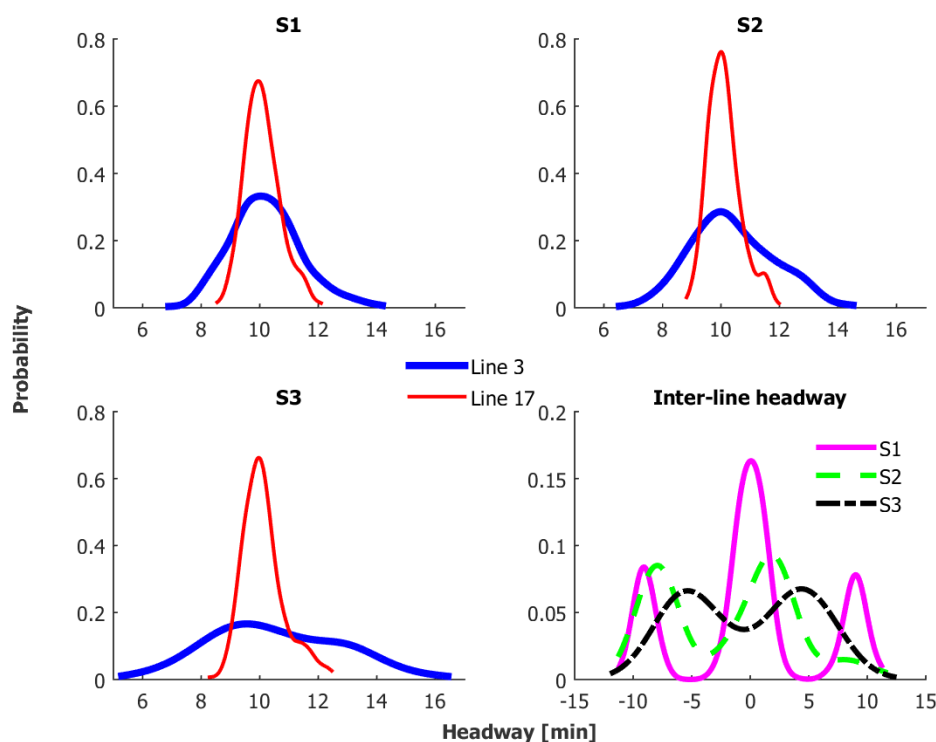 S1
0.8
0.6
0.4
0.2
0
6 8 10 12 14 16
S2
0.8
0.6
0.4
0.2
0
6 8 10 12 14 16
Probability
Line 3
Line 17
S3
0.8
0.6
0.4
0.2
0
6 8 10 12 14 16
Inter-line headway
0.2
0.15
0.1
0.05
0
-15 -10 -5 0 5 10 15
S1
S2
S3
Headway [min]